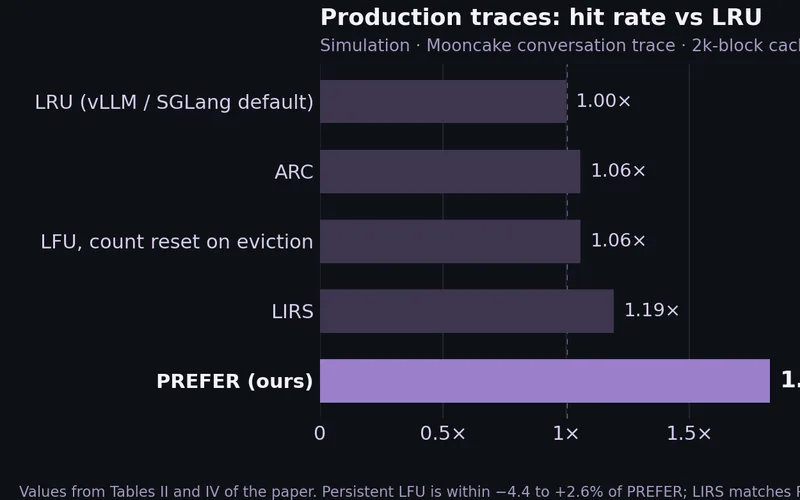 Production traces: hit rate vs LRU
Simulation · Mooncake conversation trace · 2k-block
LRU (vLLM / SGLang default)
1.00×
ARC
1.06×
LFU, count reset on eviction
1.06×
LIRS
1.19×
PREFER (ours)
0
0.5×
1×
1.5×
Values from Tables II and IV of the paper. Persistent LFU is within −4.4 to +2.6% of PREFER; LIRS matches